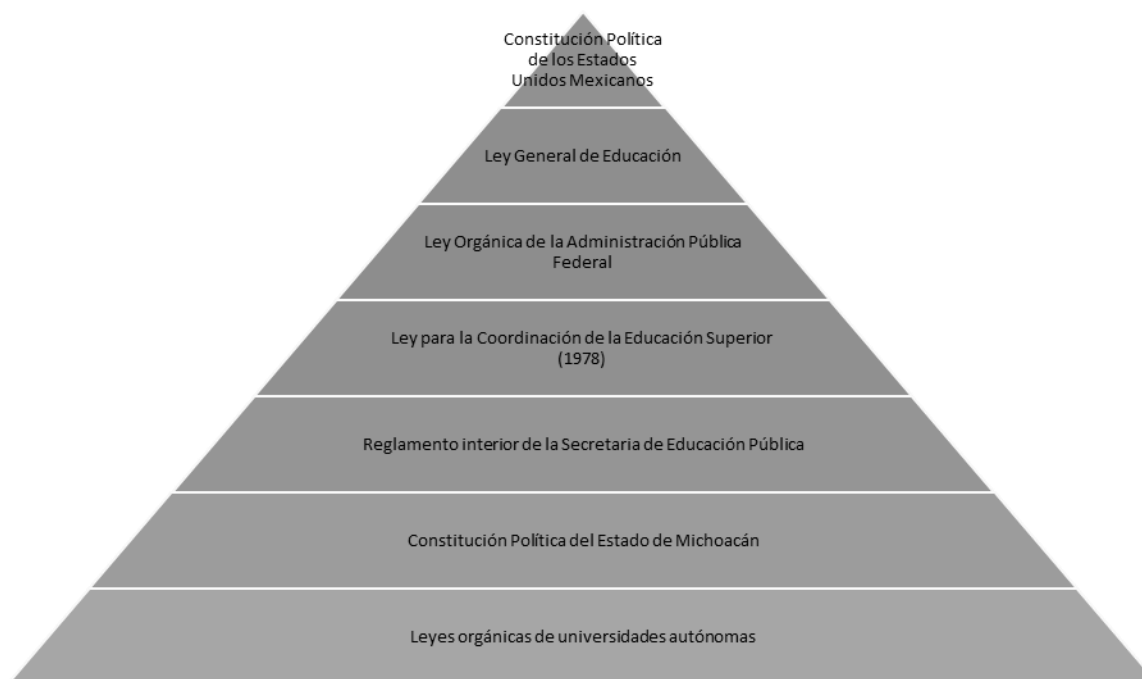 Constitución Política
de los Estados
Unidos Mexicanos
Ley General de Educación
Ley Orgánica de la Administración Pública
Federal
Ley para la Coordinación de la Educación Superior
(1978)
Reglamento interior de la Secretaria de Educación Pública
Constitución Política del Estado de Michoacán
Leyes orgánicas de universidades autónomas